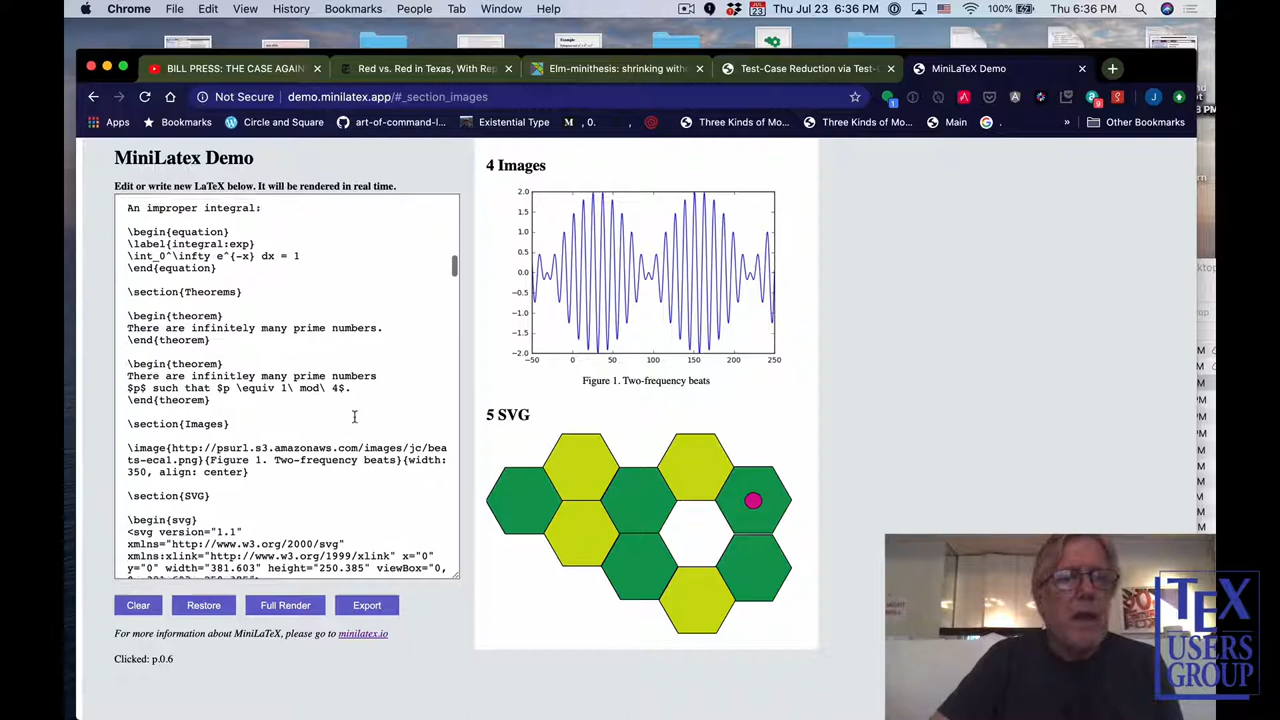 Chrome File Edit View History Bookmarks People Tab Window Help
JUL 23 Thu Jul 23 6:36 PM 100% Thu 6:36 PM
BILL PRESS: THE CASE AGAIN
Red vs. Red in Texas, With Rep
Elm-minithesis: shrinking witho
Test-Case Reduction via Test-
MiniLaTeX Demo
Not Secure demo.minilatex.app/#_section_images
Apps Bookmarks Circle and Square art-of-command-l... Existential Type M , 0. Three Kinds of Mo... Three Kinds of Mo... Main G . » Other Bookmarks
MiniLatex Demo
Edit or write new LaTeX below. It will be rendered in real time.
An improper integral:
\begin{equation}
\label{integral:exp}
\int_0^\infty e^{-x} dx = 1
\end{equation}
\section{Theorems}
\begin{theorem}
There are infinitely many prime numbers.
\end{theorem}
\begin{theorem}
There are infinitley many prime numbers
$p$ such that $p \equiv 1\ mod\ 4$.
\end{theorem}
\section{Images}
\image{http://psurl.s3.amazonaws.com/images/jc/bea
ts-eca1.png}{Figure 1. Two-frequency beats}{width:
350, align: center}
\section{SVG}
\begin{svg}
<svg version="1.1"
xmlns="http://www.w3.org/2000/svg"
xmlns:xlink="http://www.w3.org/1999/xlink" x="0"
y="0" width="381.603" height="250.385" viewBox="0,
Clear Restore Full Render Export
For more information about MiniLaTeX, please go to minilatex.io
Clicked: p.0.6
4 Images
2.0
1.5
1.0
0.5
0.0
−0.5
−1.0
−1.5
−2.0
−50 0 50 100 150 200 250
Figure 1. Two-frequency beats
5 SVG
TEX
USERS
GROUP